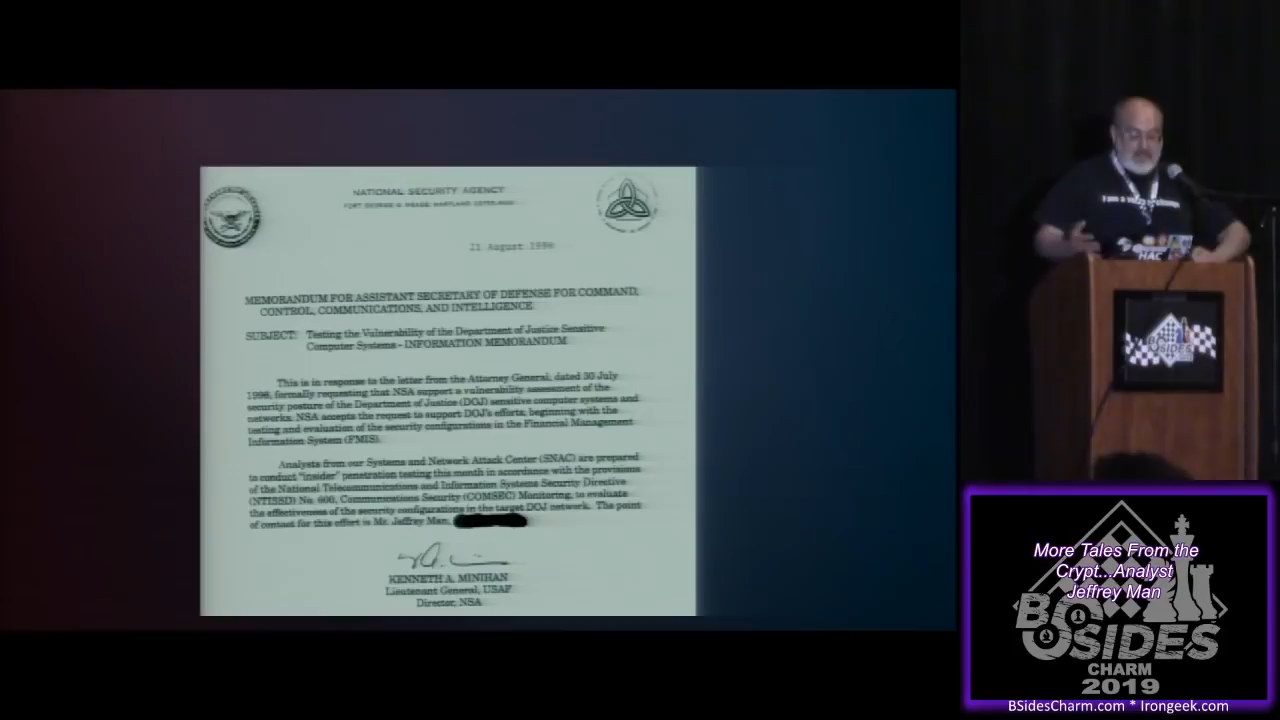 NATIONAL SECURITY AGENCY
FORT GEORGE G. MEADE, MARYLAND
21 August 1996
MEMORANDUM FOR ASSISTANT SECRETARY OF DEFENSE FOR COMMAND,
CONTROL, COMMUNICATIONS, AND INTELLIGENCE
SUBJECT: Testing the Vulnerability of the Department of Justice Sensitive
Computer Systems - INFORMATION MEMORANDUM
This is in response to the letter from the Attorney General, dated 30 July
1996, formally requesting that NSA support a vulnerability assessment of the
security posture of the Department of Justice (DOJ) sensitive computer systems and
networks. NSA accepts the request to support DOJ's efforts, beginning with the
testing and evaluation of the security configurations in the Financial Management
Information System (FMIS).
Analysts from our Systems and Network Attack Center (SNAC) are prepared
to conduct "insider" penetration testing this month in accordance with the provisions
of the National Telecommunications and Information Systems Security Directive
(NTISSD) No. 600, Communications Security (COMSEC) Monitoring, to evaluate
the effectiveness of the security configurations in the target DOJ network. The point
of contact for this effort is Mr. Jeffrey Man,
KENNETH A. MINIHAN
Lieutenant General, USAF
Director, NSA
I am a
HAC
BSIDES
More Tales From the
Crypt...Analyst
Jeffrey Man
BSIDES
CHARM
2019
BSidesCharm.com * Irongeek.com